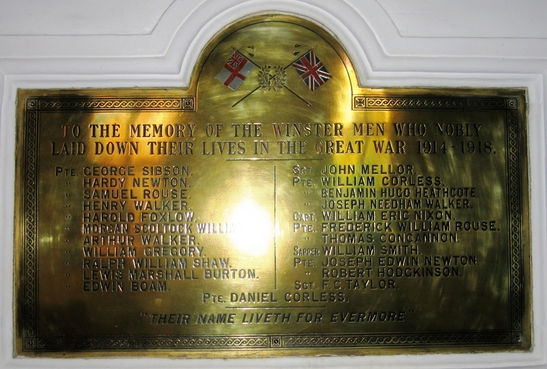 TO THE MEMORY OF THE WINSTER MEN WHO NOBLY
LAID DOWN THEIR LIVES IN THE GREAT WAR 1914-1918.
PTE GEORGE SIBSON.
" HARDY NEWTON.
" SAMUEL ROUSE.
" HENRY WALKER.
" HAROLD FOXLOW.
" MORGAN WILLIAM
" ARTHUR WALKER.
" WILLIAM GREGORY.
" RALPH WILLIAM SHAW.
" LEWIS MARSHALL BURTON.
" EDWIN BOAM.
JOHN MELLOR.
PTE. WILLIAM CORLESS.
" BENJAMIN HUGO HEATHCOTE.
" JOSEPH NEEDHAM WALKER.
CAPT. WILLIAM ERIC NIXON.
PTE. FREDERICK WILLIAM ROUSE.
" THOMAS CONCANNON.
SAPPER WILLIAM SMITH.
PTE. JOSEPH EDWIN NEWTON.
" ROBERT HODGKINSON.
SGT F.C. TAYLOR.
PTE. DANIEL CORLESS.
"THEIR NAME LIVETH FOR EVERMORE"